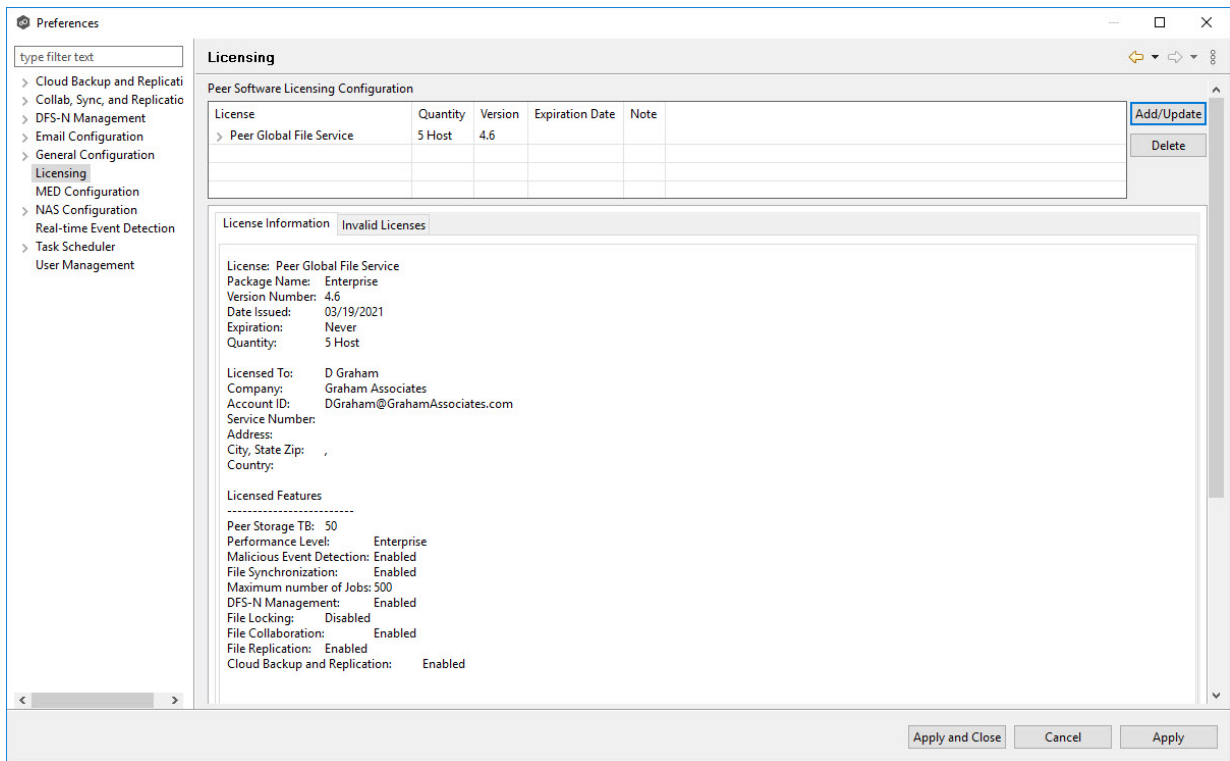 Preferences
type filter text
Cloud Backup and Replicati
Collab, Sync, and Replicatio
DFS-N Management
Email Configuration
General Configuration
Licensing
MED Configuration
NAS Configuration
Real-time Event Detection
Task Scheduler
User Management
Licensing
Peer Software Licensing Configuration
License Quantity Version Expiration Date Note
Peer Global File Service 5 Host 4.6
Add/Update
Delete
License Information Invalid Licenses
License: Peer Global File Service
Package Name: Enterprise
Version Number: 4.6
Date Issued: 03/19/2021
Expiration: Never
Quantity: 5 Host
Licensed To: D Graham
Company: Graham Associates
Account ID: DGraham@GrahamAssociates.com
Service Number:
Address:
City, State Zip: ,
Country:
Licensed Features
--------------------------
Peer Storage TB: 50
Performance Level: Enterprise
Malicious Event Detection: Enabled
File Synchronization: Enabled
Maximum number of Jobs: 500
DFS-N Management: Enabled
File Locking: Disabled
File Collaboration: Enabled
File Replication: Enabled
Cloud Backup and Replication: Enabled
Apply and Close Cancel Apply